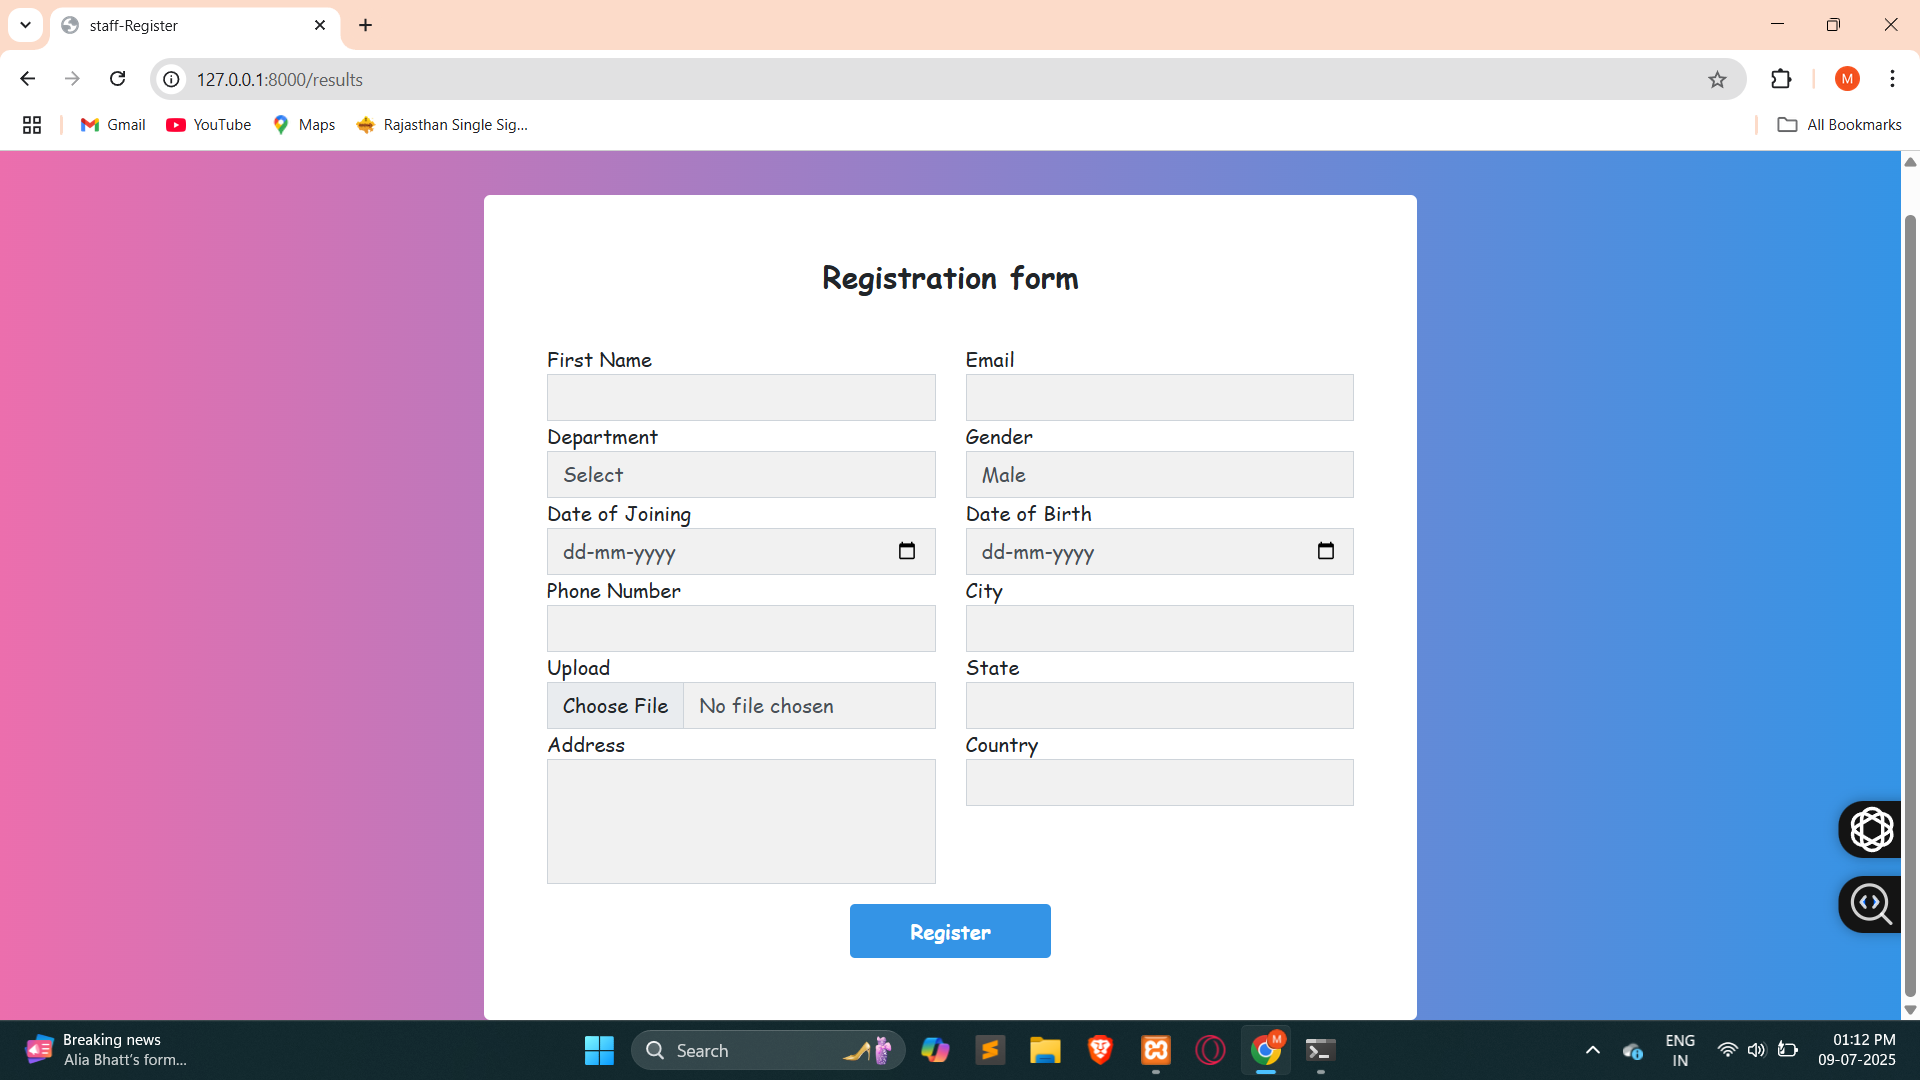 staff-Register
127.0.0.1:8000/results
M
Gmail
YouTube
Maps
Rajasthan Single Sig...
All Bookmarks
Registration form
First Name
Email
Department
Gender
Select
Male
Date of Joining
Date of Birth
dd-mm-yyyy
dd-mm-yyyy
Phone Number
City
Upload
State
Choose File
No file chosen
Address
Country
Register
Breaking news
Alia Bhatt's form...
Search
M
ENG
IN
01:12 PM
09-07-2025